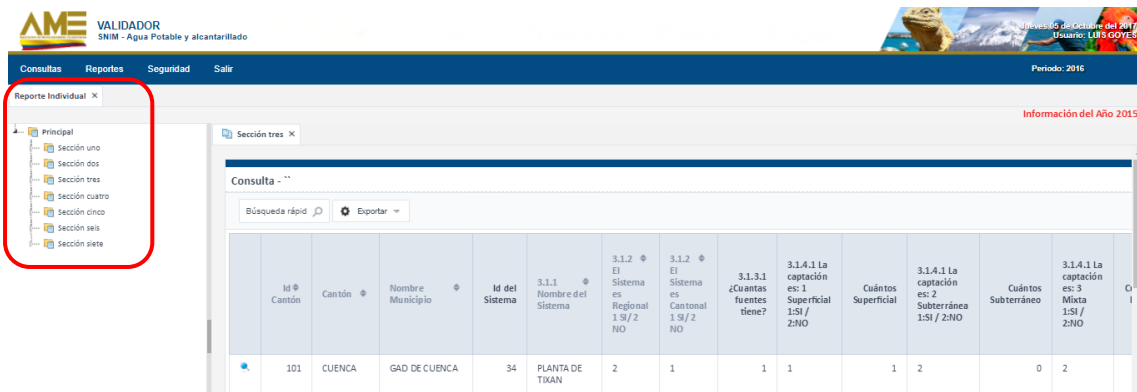 AME
VALIDADOR
SNIM - Agua Potable y alcantarillado
Jueves 05 de Octubre del 2017
Usuario: LUIS GOYES
Consultas Reportes Seguridad Salir Periodo: 2016
Reporte Individual ×
Información del Año 2015
Principal
Sección uno
Sección dos
Sección tres
Sección cuatro
Sección cinco
Sección seis
Sección siete
Sección tres ×
Consulta - ``
Búsqueda rápid Exportar
Id
Cantón
Cantón
Nombre
Municipio
Id del
Sistema
3.1.1
Nombre del
Sistema
3.1.2
El
Sistema
es
Regional
1 SI/ 2
NO
3.1.2
El
Sistema
es
Cantonal
1 SI/ 2
NO
3.1.3.1
¿Cuantas
fuentes
tiene?
3.1.4.1 La
captación
es: 1
Superficial
1:SI /
2:NO
Cuántos
Superficial
3.1.4.1 La
captación
es: 2
Subterránea
1:SI / 2:NO
Cuántos
Subterráneo
3.1.4.1 La
captación
es: 3
Mixta
1:SI /
2:NO
101 CUENCA GAD DE CUENCA 34 PLANTA DE 2 1 1 1 1 2 0 2
TIXAN